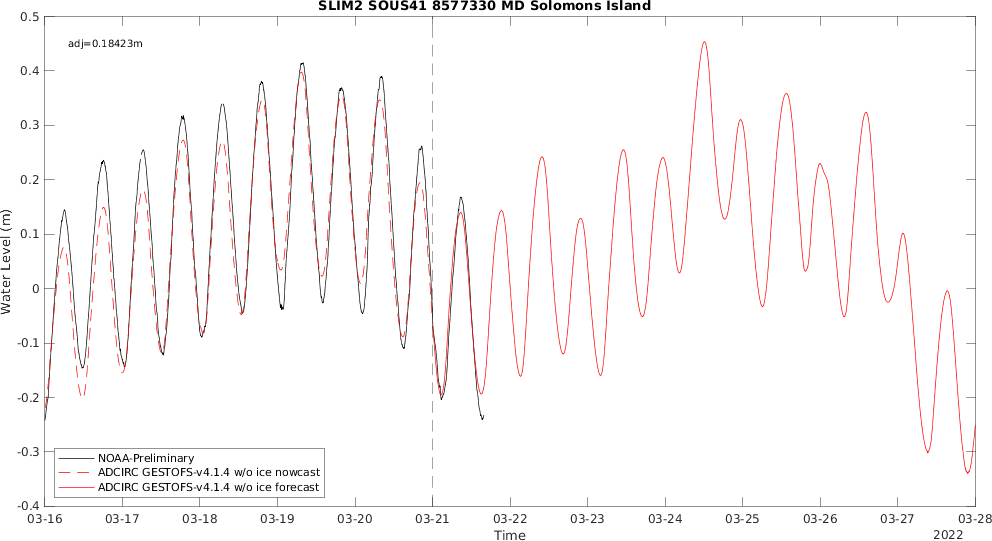 SLIM2 SOUS41 8577330 MD Solomons Island
adj=0.18423m
0.5
0.4
0.3
0.2
0.1
0
-0.1
-0.2
-0.3
-0.4
Water Level (m)
NOAA-Preliminary
ADCIRC GESTOFS-v4.1.4 w/o ice nowcast
ADCIRC GESTOFS-v4.1.4 w/o ice forecast
03-16 03-17 03-18 03-19 03-20 03-21 03-22 03-23 03-24 03-25 03-26 03-27 03-28
Time
2022